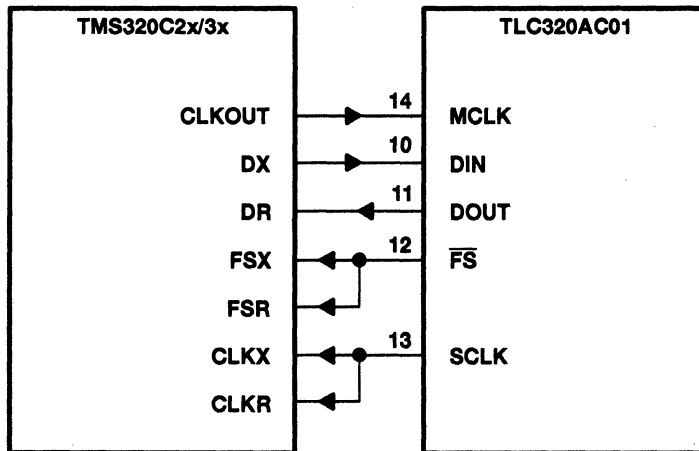 TMS320C2x/3x TLC320AC01
CLKOUT 14 MCLK
DX 10 DIN
DR 11 DOUT
FSX 12 F̅S̅
FSR
CLKX 13 SCLK
CLKR